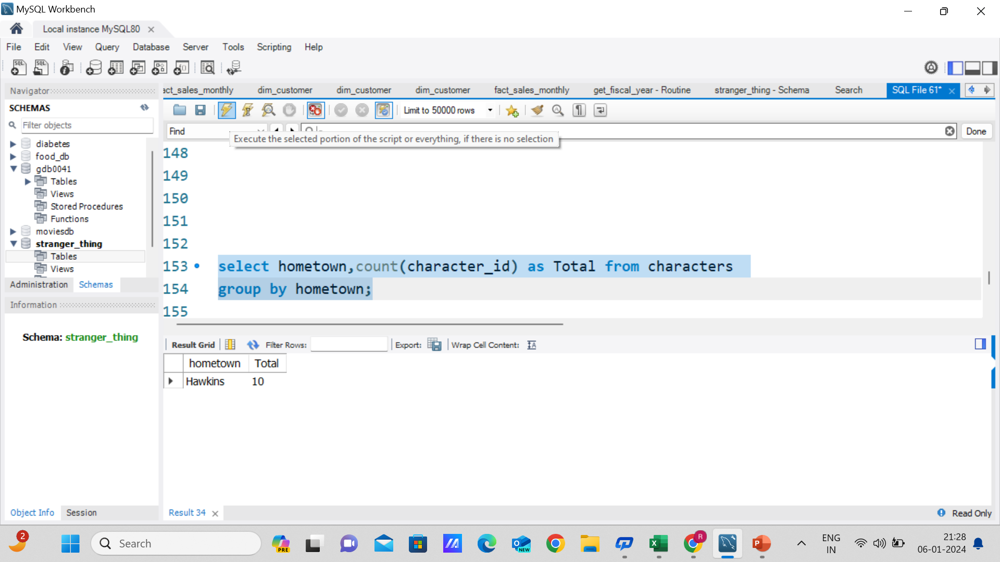 MySQL Workbench
Local instance MySQL80
File Edit View Query Database Server Tools Scripting Help
Navigator
act_sales_monthly dim_customer dim_customer dim_customer fact_sales_monthly get_fiscal_year - Routine stranger_thing - Schema Search SQL File 61*
SCHEMAS
Limit to 50000 rows
Filter objects
Find
Done
Execute the selected portion of the script or everything, if there is no selection
diabetes
food_db
gdb0041
Tables
Views
Stored Procedures
Functions
moviesdb
stranger_thing
Tables
Views
Administration Schemas
Information
Schema: stranger_thing
148
149
150
151
152
153 select hometown,count(character_id) as Total from characters
154 group by hometown;
155
Result Grid Filter Rows: Export: Wrap Cell Content:
hometown Total
Hawkins 10
Object Info Session
Result 34
Read Only
2
Search
PRE
NEW
R
ENG
IN
21:28
06-01-2024